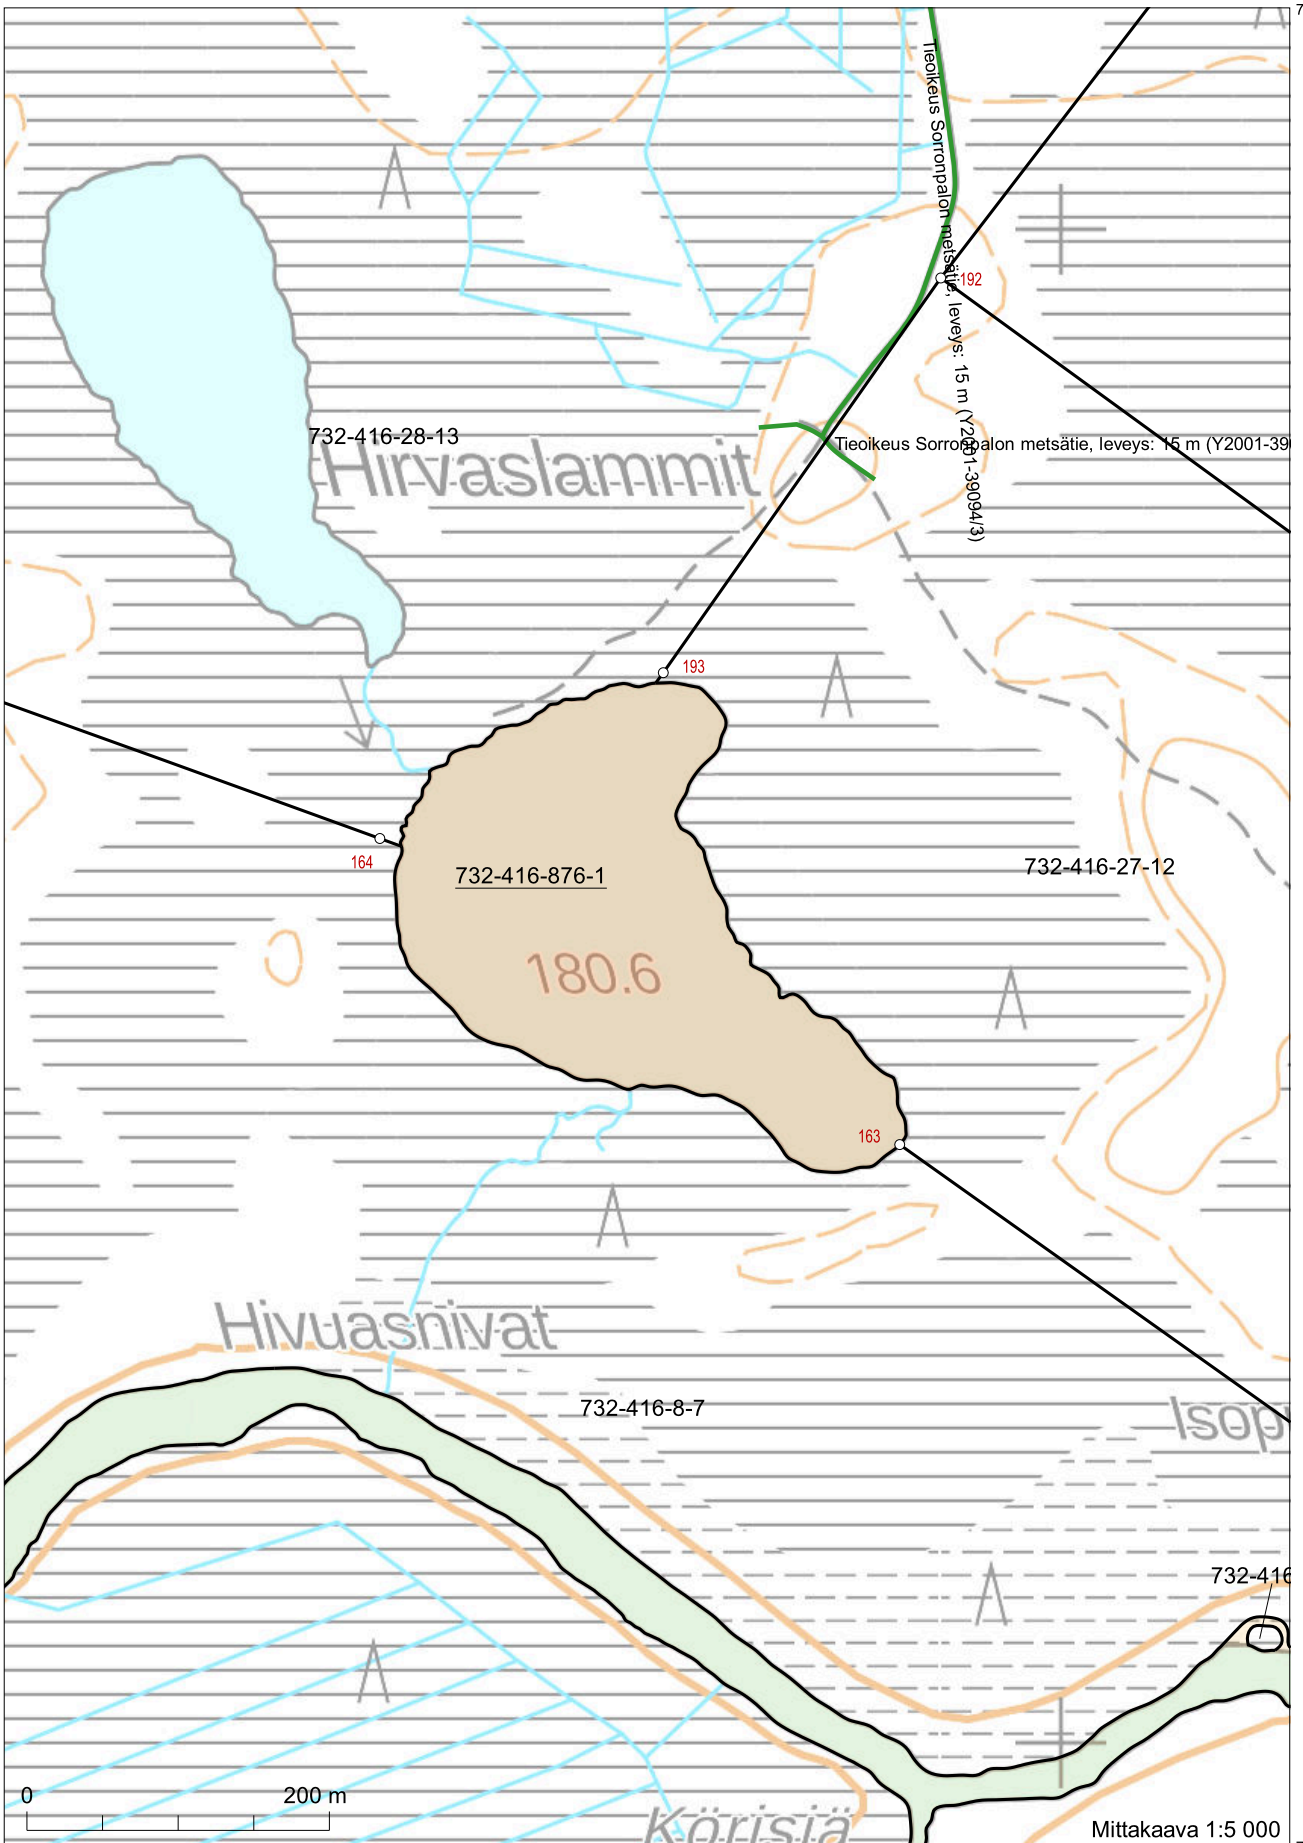 7
Tieoikeus Sorronpalon metsätie, leveys: 15 m (Y2001-39094/3)
192
732-416-28-13
Hirvaslammit
Tieoikeus Sorronpalon metsätie, leveys: 15 m (Y2001-39
193
164
732-416-876-1
732-416-27-12
180.6
163
Hivuasnivat
732-416-8-7
Isop
732-416
0 200 m
Körisiä
Mittakaava 1:5 000